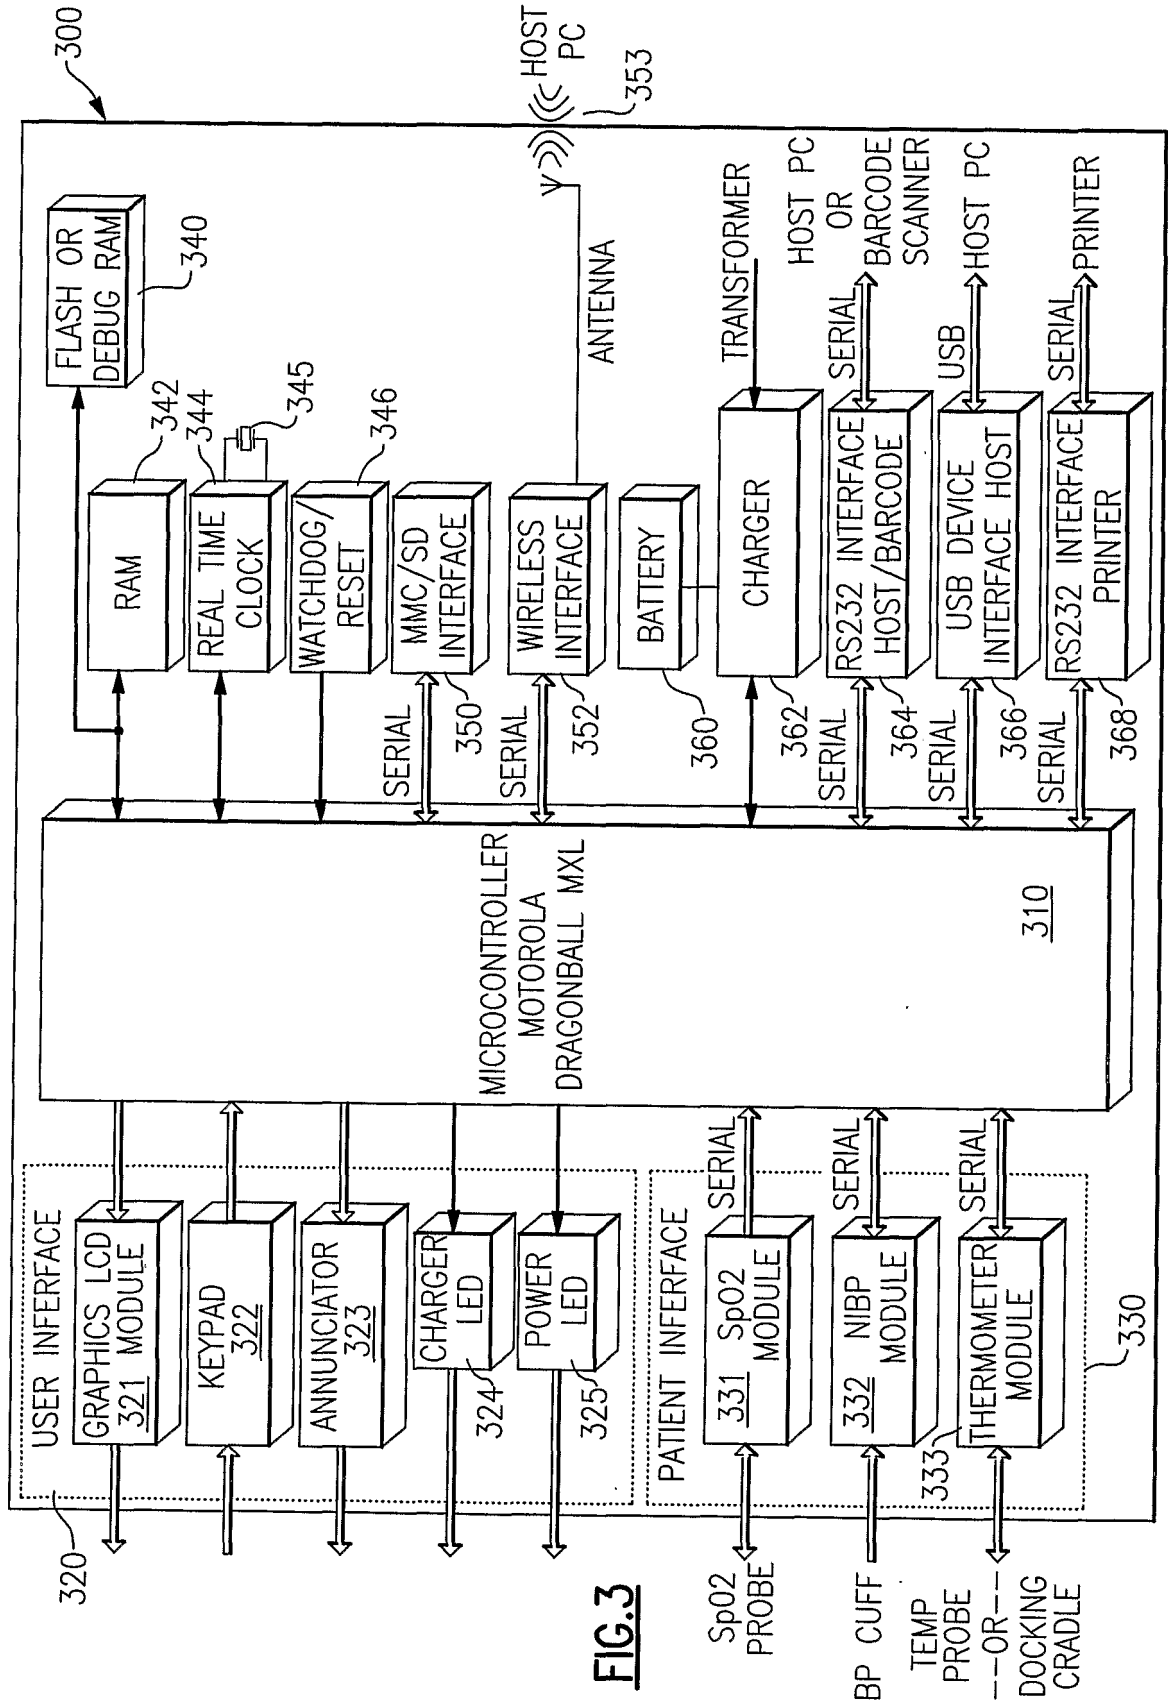 300
USER INFERFACE
320
GRAPHICS LCD
MODULE
321
KEYPAD
322
ANNUNCIATOR
323
CHARGER
LED
324
POWER
LED
325
PATIENT INFERFACE
330
SpO2
PROBE
331 SpO2
MODULE
SERIAL
BP CUFF
332 NIBP
MODULE
SERIAL
TEMP
PROBE
--OR--
DOCKING
CRADLE
333
THERMOMETER
MODULE
SERIAL
MICROCONTROLLER
MOTOROLA
DRAGONBALL MXL
310
FLASH OR
DEBUG RAM
340
RAM
342
REAL TIME
CLOCK
344
345
WATCHDOG/
RESET
346
SERIAL
MMC/SD
INTERFACE
350
SERIAL
WIRELESS
INTERFACE
352
ANTENNA
HOST
PC
353
BATTERY
360
CHARGER
362
TRANSFORMER
SERIAL
RS232 INTERFACE
HOST/BARCODE
364
SERIAL
HOST PC
OR
BARCODE
SCANNER
SERIAL
USB DEVICE
INTERFACE HOST
366
USB
HOST PC
SERIAL
RS232 INTERFACE
PRINTER
368
SERIAL
PRINTER
FIG.3